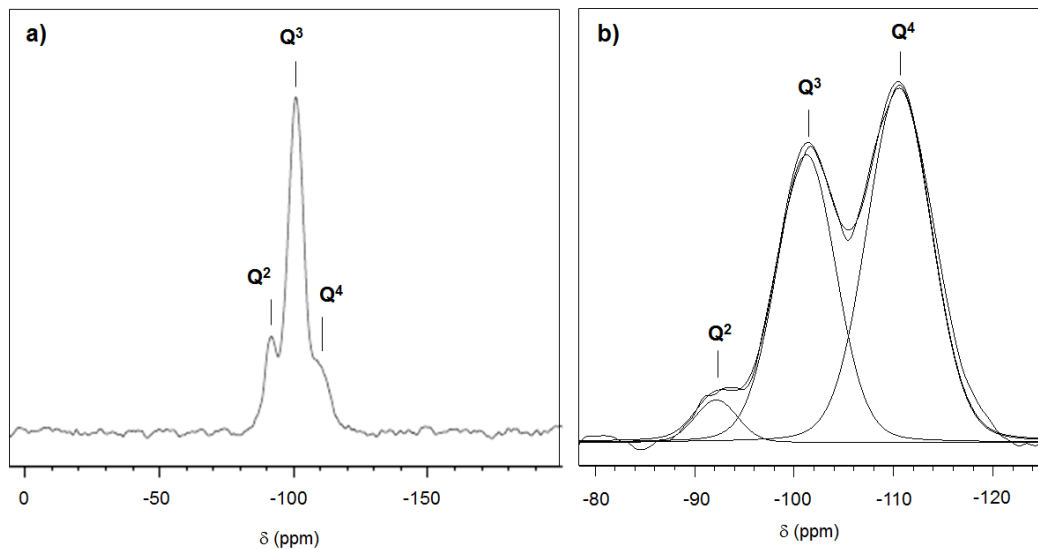 a)
Q³
Q²
Q⁴
0
-50
-100
-150
δ (ppm)
b)
Q⁴
Q³
Q²
-80
-90
-100
-110
-120
δ (ppm)